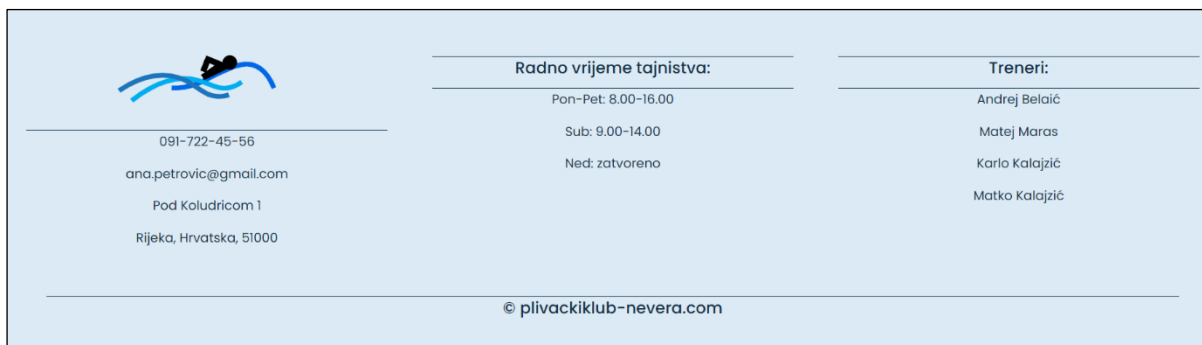 091-722-45-56
ana.petrovic@gmail.com
Pod Koludricom 1
Rijeka, Hrvatska, 51000
Radno vrijeme tajnistva:
Pon-Pet: 8.00-16.00
Sub: 9.00-14.00
Ned: zatvoreno
Treneri:
Andrej Belaić
Matej Maras
Karlo Kalajzić
Matko Kalajzić
© plivackiklub-nevera.com